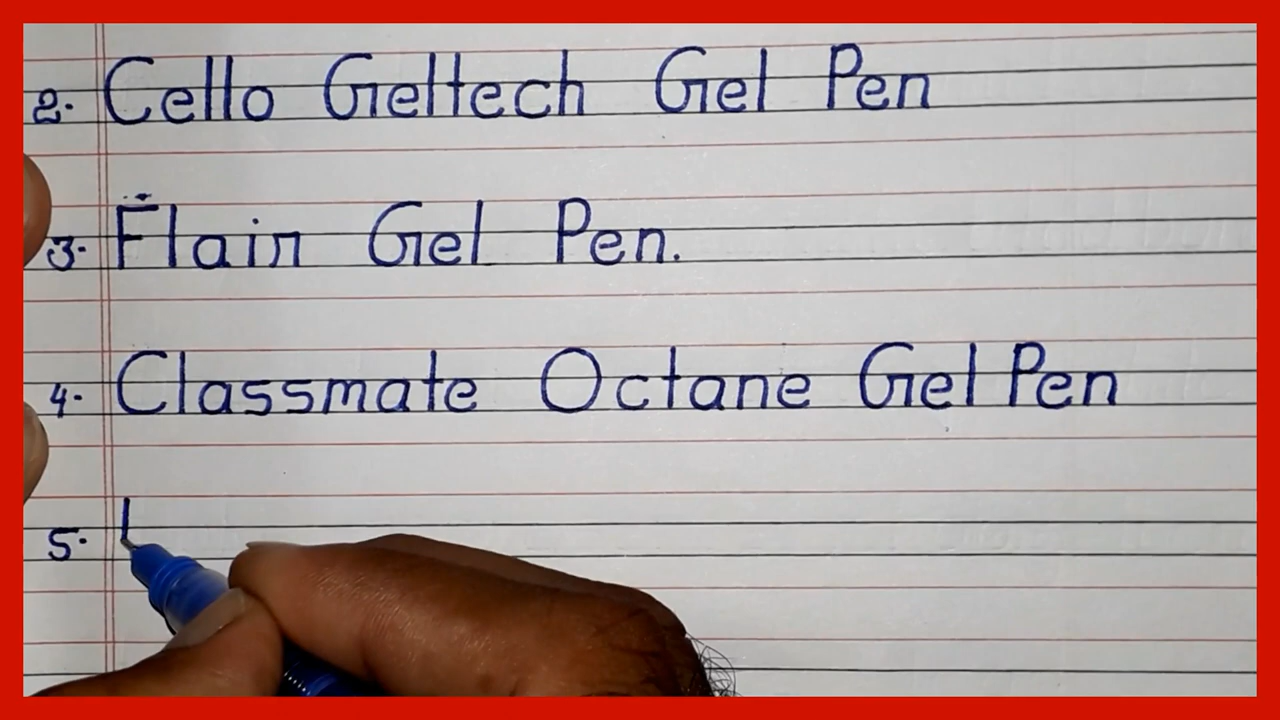 2. Cello Geltech Gel Pen
3. Flair Gel Pen.
4. Classmate Octane Gel Pen
5.